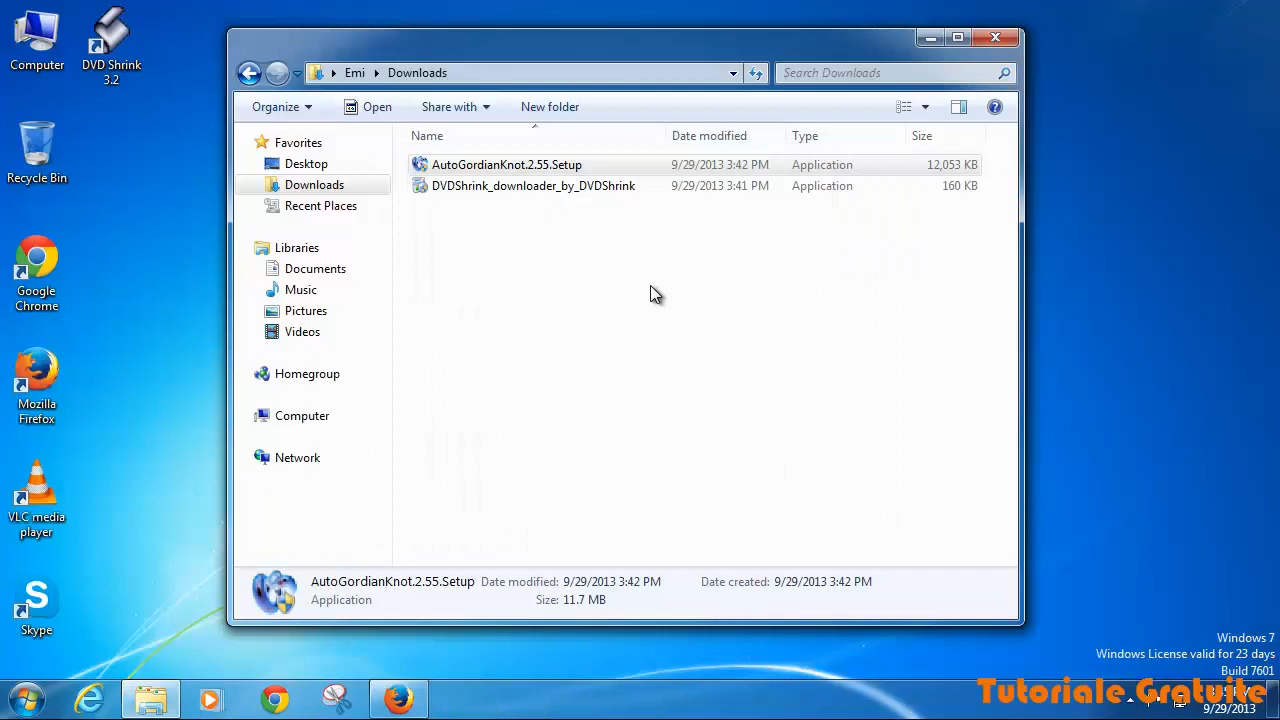 Computer
DVD Shrink
3.2
Recycle Bin
Google
Chrome
Mozilla
Firefox
VLC media
player
Skype
Emi Downloads
Search Downloads
Organize Open Share with New folder
Name Date modified Type Size
AutoGordianKnot.2.55.Setup 9/29/2013 3:42 PM Application 12,053 KB
DVDShrink_downloader_by_DVDShrink 9/29/2013 3:41 PM Application 160 KB
Favorites
Desktop
Downloads
Recent Places
Libraries
Documents
Music
Pictures
Videos
Homegroup
Computer
Network
AutoGordianKnot.2.55.Setup Date modified: 9/29/2013 3:42 PM Date created: 9/29/2013 3:42 PM
Application Size: 11.7 MB
Windows 7
Windows License valid for 23 days
Build 7601
Tutoriale Gratuite
9/29/2013